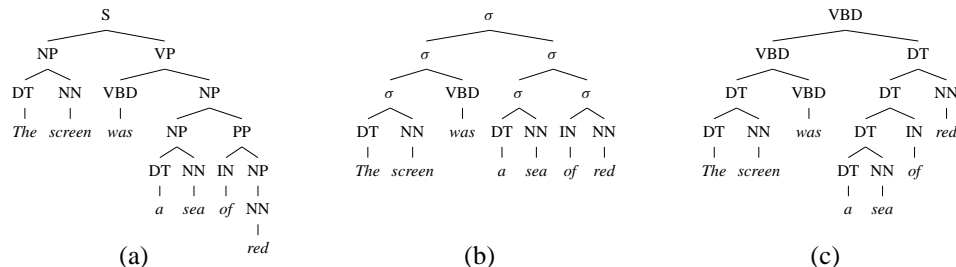 S σ VBD
NP VP σ σ VBD DT
DT NN VBD NP σ VBD σ σ DT VBD DT NN
The screen was NP PP DT NN was DT NN IN NN DT NN was DT IN red
DT NN IN NP The screen a sea of red The screen DT NN of
a sea of NN a sea
red
(a) (b) (c)